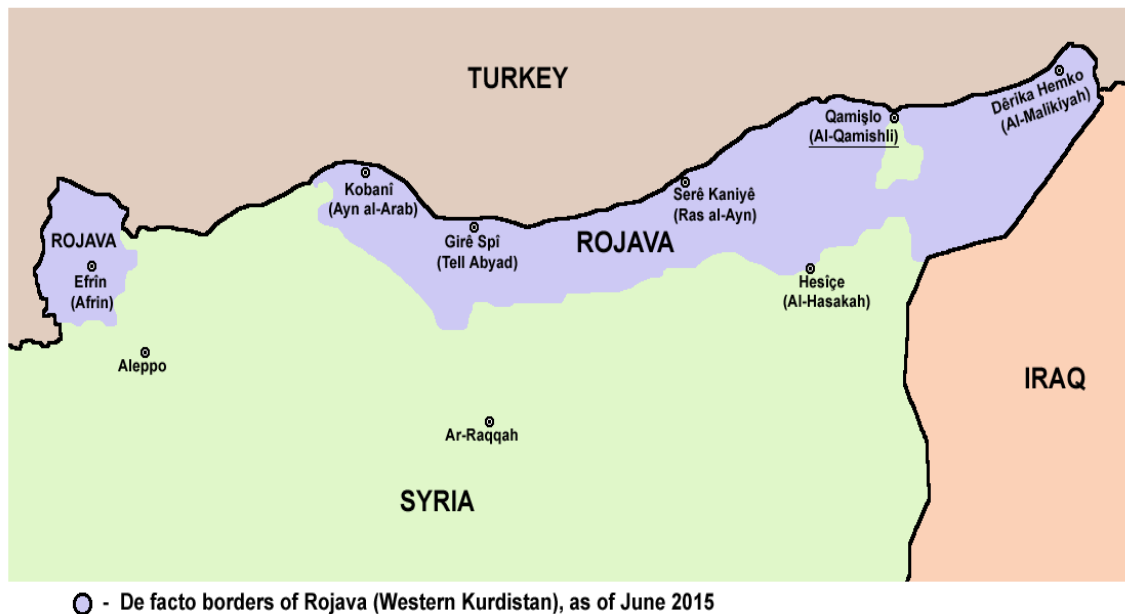 TURKEY
Dêrika Hemko
(Al-Malikiyah)
Qamişlo
(Al-Qamishli)
Kobanî
(Ayn al-Arab)
Serê Kaniyê
(Ras al-Ayn)
Girê Spî
(Tell Abyad)
ROJAVA
ROJAVA
Efrîn
(Afrin)
Hesîçe
(Al-Hasakah)
Aleppo
IRAQ
Ar-Raqqah
SYRIA
- De facto borders of Rojava (Western Kurdistan), as of June 2015